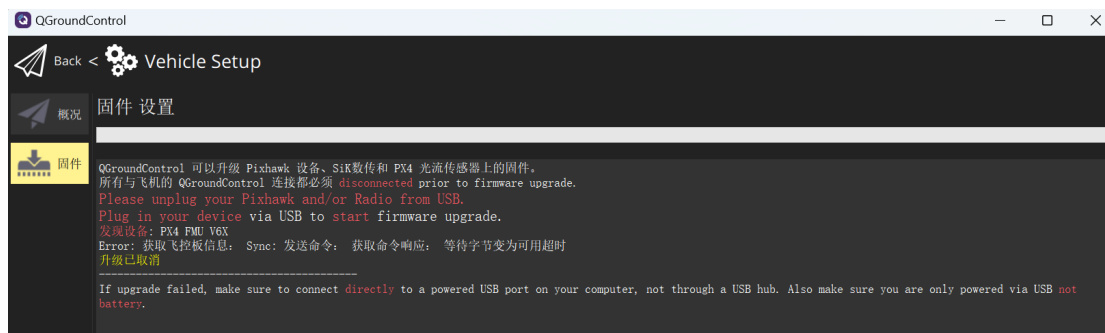 QGroundControl
Back < Vehicle Setup
概况
固件 设置
固件
QGroundControl 可以升级 Pixhawk 设备、SiK数传和 PX4 光流传感器上的固件。
所有与飞机的 QGroundControl 连接都必须 disconnected prior to firmware upgrade.
Please unplug your Pixhawk and/or Radio from USB.
Plug in your device via USB to start firmware upgrade.
发现设备: PX4 FMU V6X
Error: 获取飞控板信息: Sync: 发送命令: 获取命令响应: 等待字节变为可用超时
升级已取消
------------------------------------------
If upgrade failed, make sure to connect directly to a powered USB port on your computer, not through a USB hub. Also make sure you are only powered via USB not
battery.